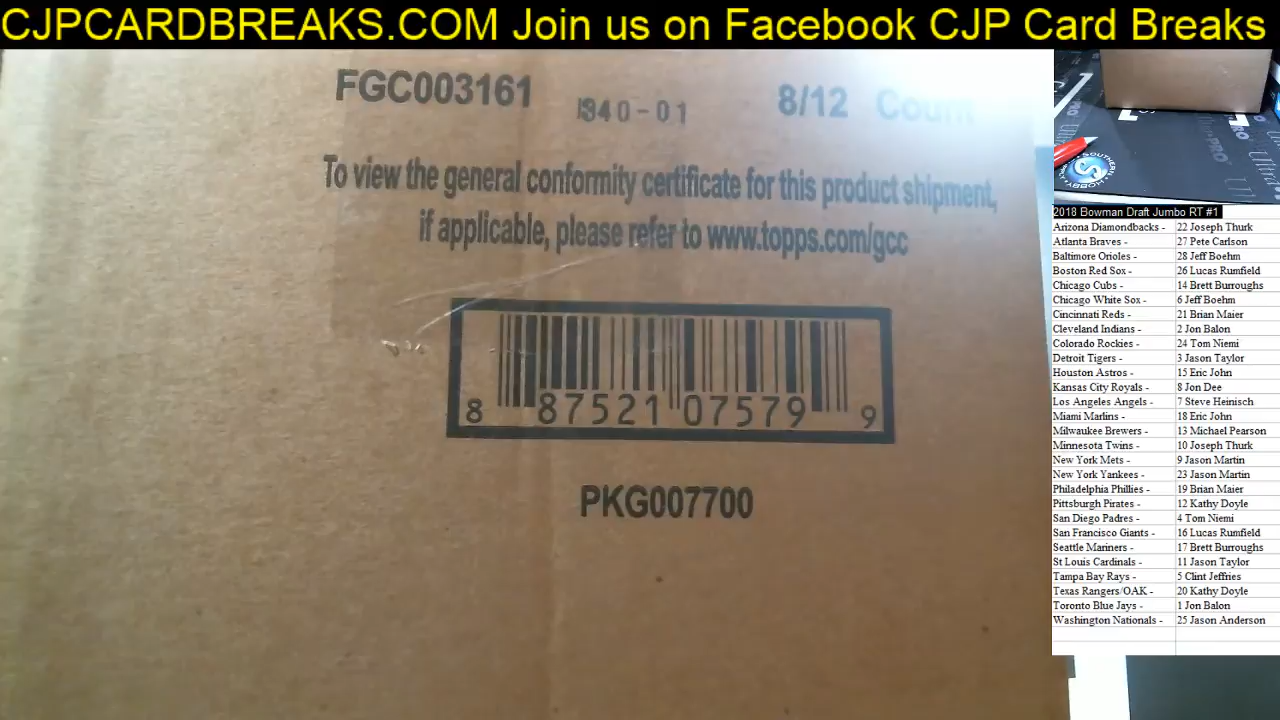 CJPCARDBREAKS.COM Join us on Facebook CJP Card Breaks
FGC003161
8/12 Count
To view the general conformity certificate for this product shipment,
if applicable, please refer to www.topps.com/gcc
8 87521 07579 9
PKG007700
SOUTHERN
HOBBY
2018 Bowman Draft Jumbo RT #1
Arizona Diamondbacks - 22 Joseph Thurk
Atlanta Braves - 27 Pete Carlson
Baltimore Orioles - 28 Jeff Boehm
Boston Red Sox - 26 Lucas Rumfield
Chicago Cubs - 14 Brett Burroughs
Chicago White Sox - 6 Jeff Boehm
Cincinnati Reds - 21 Brian Maier
Cleveland Indians - 2 Jon Balon
Colorado Rockies - 24 Tom Niemi
Detroit Tigers - 3 Jason Taylor
Houston Astros - 15 Eric John
Kansas City Royals - 8 Jon Dee
Los Angeles Angels - 7 Steve Heinisch
Miami Marlins - 18 Eric John
Milwaukee Brewers - 13 Michael Pearson
Minnesota Twins - 10 Joseph Thurk
New York Mets - 9 Jason Martin
New York Yankees - 23 Jason Martin
Philadelphia Phillies - 19 Brian Maier
Pittsburgh Pirates - 12 Kathy Doyle
San Diego Padres - 4 Tom Niemi
San Francisco Giants - 16 Lucas Rumfield
Seattle Mariners - 17 Brett Burroughs
St Louis Cardinals - 11 Jason Taylor
Tampa Bay Rays - 5 Clint Jeffries
Texas Rangers/OAK - 20 Kathy Doyle
Toronto Blue Jays - 1 Jon Balon
Washington Nationals - 25 Jason Anderson